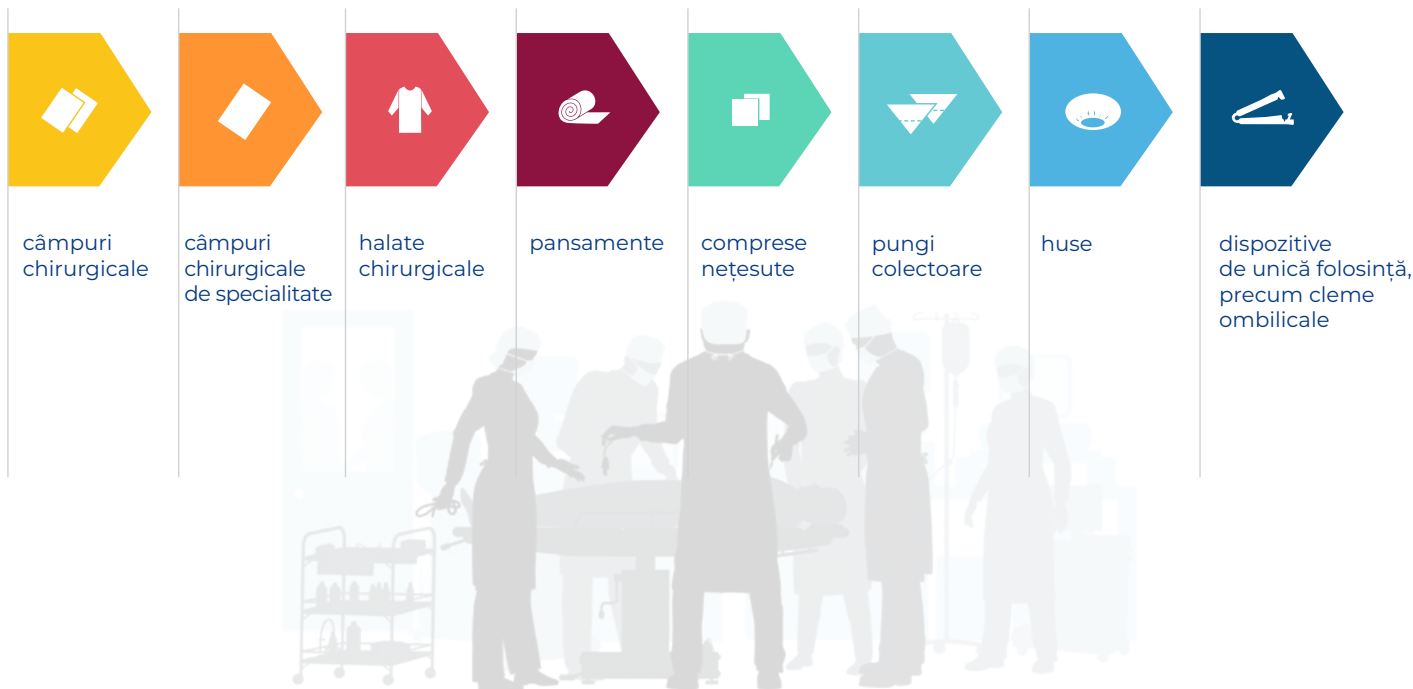 câmpuri
chirurgicale
câmpuri
chirurgicale
de specialitate
halate
chirurgicale
pansamente
comprese
nețesute
pungi
colectoare
huse
dispozitive
de unică folosință,
precum cleme
ombilicale